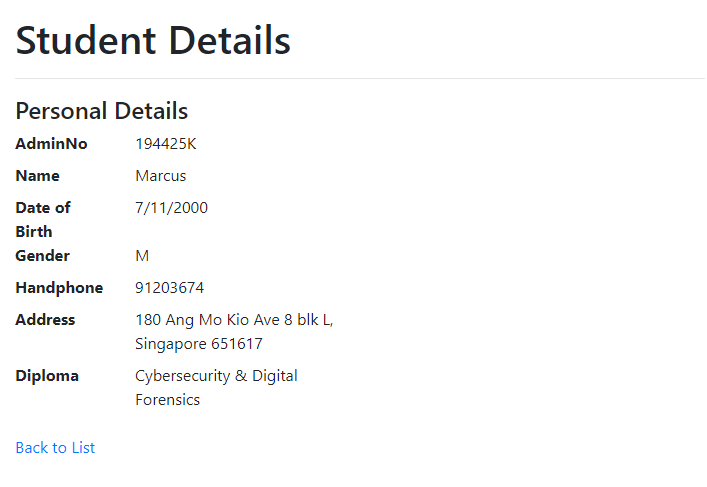 Student Details
Personal Details
AdminNo 194425K
Name Marcus
Date of Birth 7/11/2000
Gender M
Handphone 91203674
Address 180 Ang Mo Kio Ave 8 blk L,
Singapore 651617
Diploma Cybersecurity & Digital
Forensics
Back to List